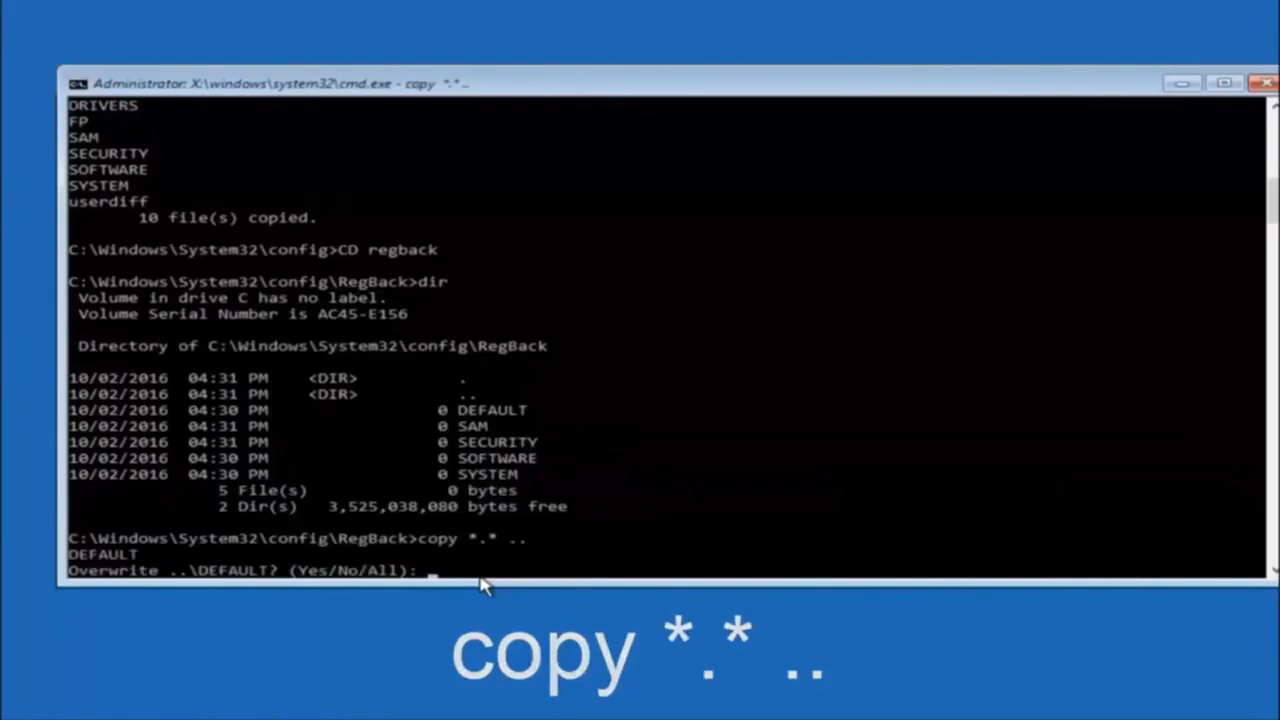 Administrator: X:\windows\system32\cmd.exe - copy *.* ..
DRIVERS
FP
SAM
SECURITY
SOFTWARE
SYSTEM
userdiff
10 file(s) copied.
C:\Windows\System32\config>CD regback
C:\Windows\System32\config\RegBack>dir
Volume in drive C has no label.
Volume Serial Number is AC45-E156
Directory of C:\Windows\System32\config\RegBack
10/02/2016 04:31 PM <DIR> .
10/02/2016 04:31 PM <DIR> ..
10/02/2016 04:30 PM 0 DEFAULT
10/02/2016 04:31 PM 0 SAM
10/02/2016 04:31 PM 0 SECURITY
10/02/2016 04:30 PM 0 SOFTWARE
10/02/2016 04:30 PM 0 SYSTEM
5 File(s) 0 bytes
2 Dir(s) 3,525,038,080 bytes free
C:\Windows\System32\config\RegBack>copy *.* ..
DEFAULT
Overwrite ..\DEFAULT? (Yes/No/All): _
copy *.* ..